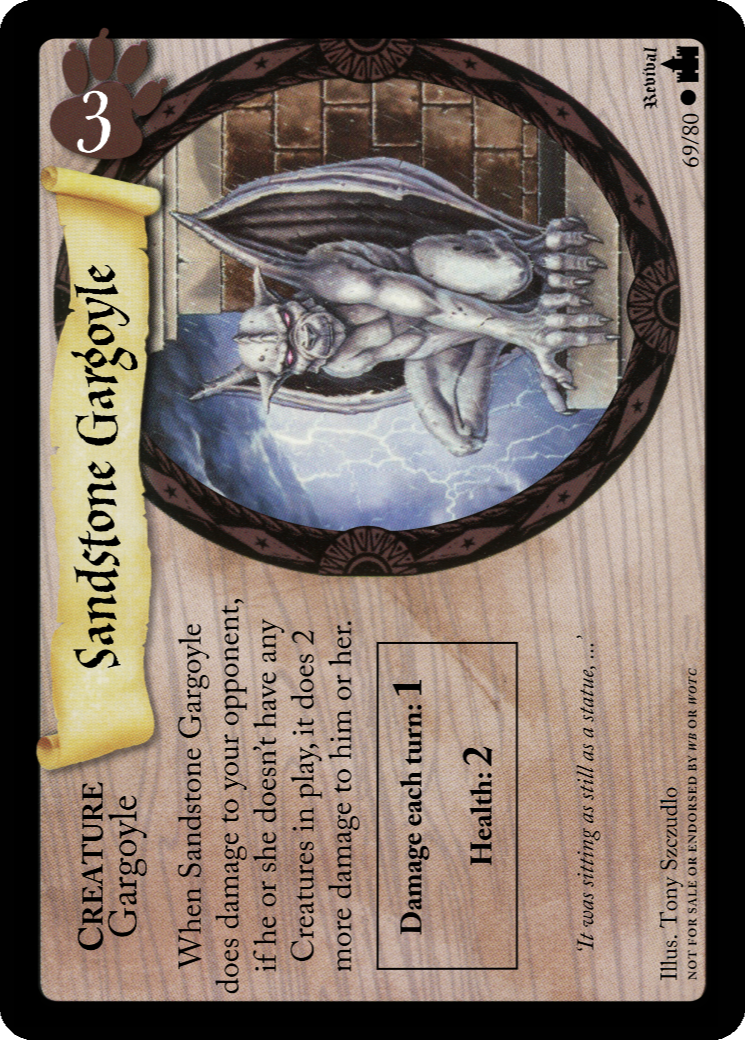 CREATURE
Gargoyle
Sandstone Gargoyle
3
When Sandstone Gargoyle
does damage to your opponent,
if he or she doesn't have any
Creatures in play, it does 2
more damage to him or her.
Damage each turn: 1
Health: 2
'It was sitting as still as a statue, ...'
Illus. Tony Szczudlo
NOT FOR SALE OR ENDORSED BY WB OR WOTC
Revival
69/80